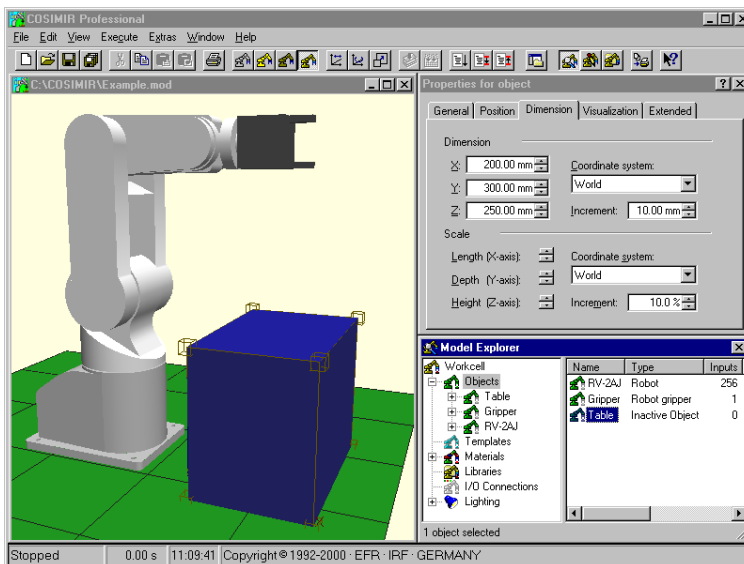 COSIMIR Professional
File Edit View Execute Extras Window Help
C:\COSIMIR\Example.mod
Properties for object
General Position Dimension Visualization Extended
Dimension
X: 200.00 mm Coordinate system:
Y: 300.00 mm World
Z: 250.00 mm Increment: 10.00 mm
Scale
Length (X-axis): Coordinate system:
Depth (Y-axis): World
Height (Z-axis): Increment: 10.0 %
Model Explorer
Workcell
Objects
Table
Gripper
RV-2AJ
Templates
Materials
Libraries
I/O Connections
Lighting
Name Type Inputs
RV-2AJ Robot 256
Gripper Robot gripper 1
Table Inactive Object 0
1 object selected
Stopped 0.00 s 11:09:41 Copyright © 1992-2000 · EFR · IRF · GERMANY